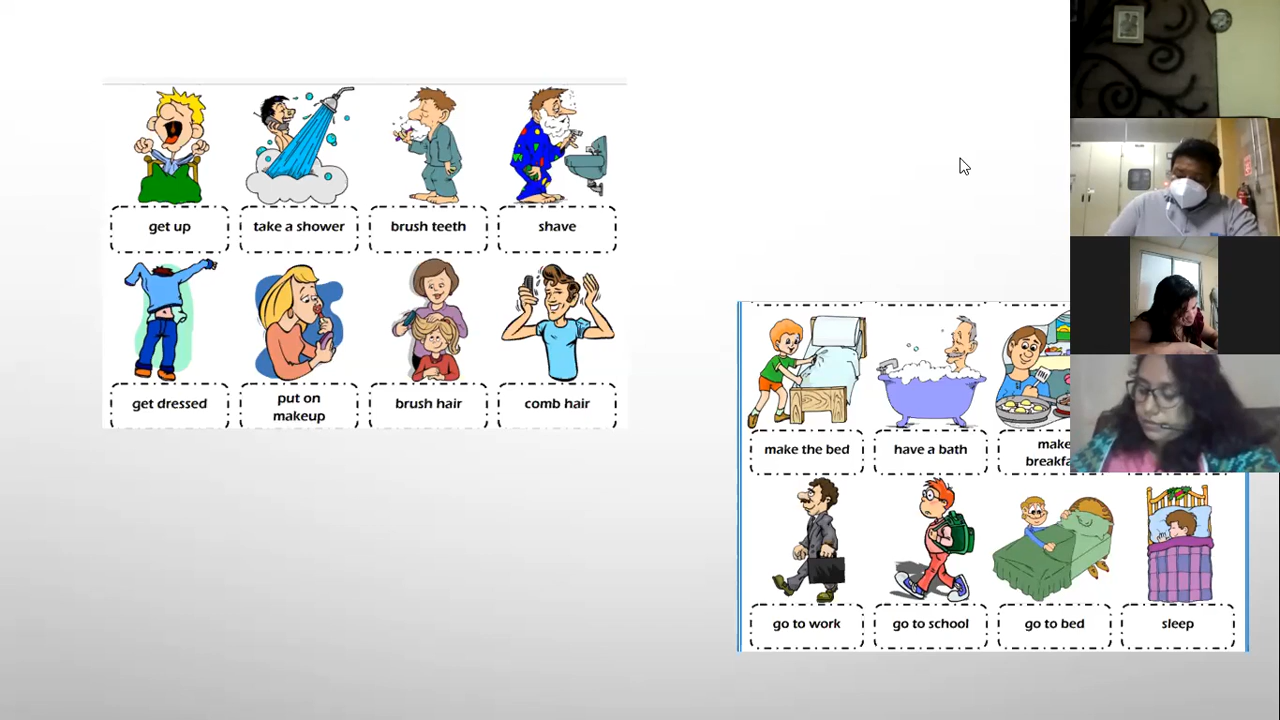 get up
take a shower
brush teeth
shave
get dressed
put on
makeup
brush hair
comb hair
make the bed
have a bath
make
go to work
go to school
go to bed
sleep